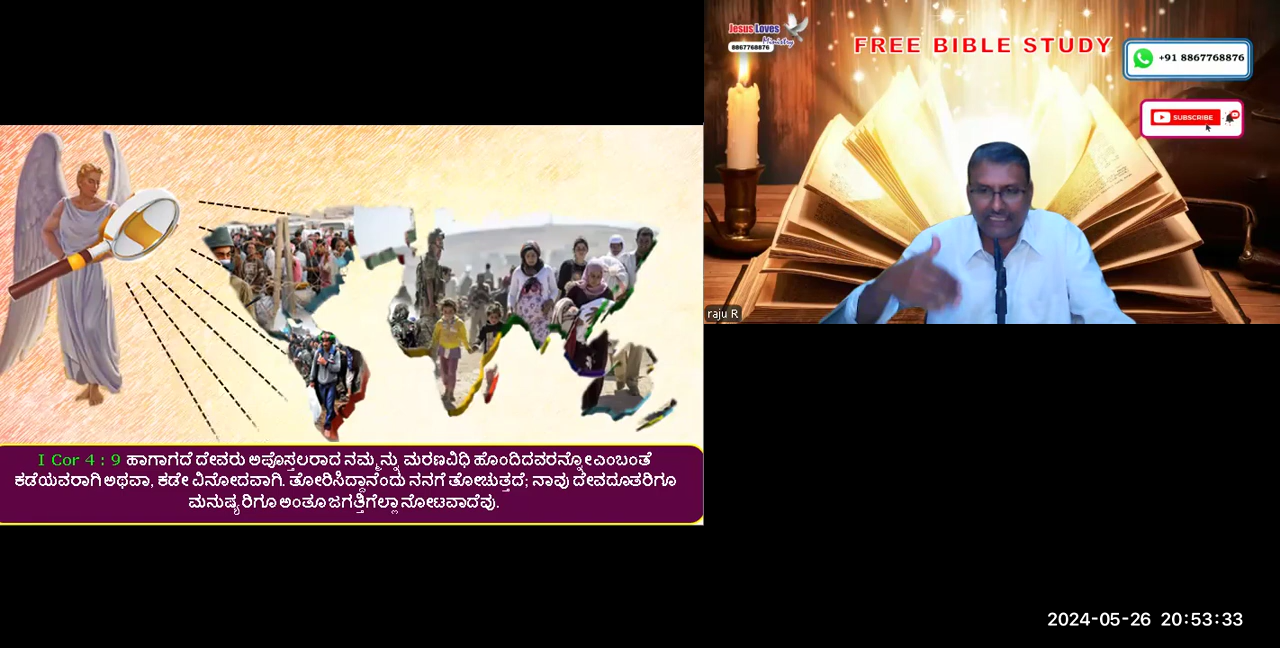 Jesus Loves
Ministry
8867768876
FREE BIBLE STUDY
+91 8867768876
SUBSCRIBE
raju R
I Cor 4 : 9 ಹಾಗಾಗದೆ ದೇವರು ಅಪೊಸ್ತಲರಾದ ನಮ್ಮನ್ನು ಮರಣವಿಧಿ ಹೊಂದಿದವರನ್ನೋ ಎಂಬಂತೆ
ಕಡೆಯವರಾಗಿ ಅಥವಾ, ಕಡೇ ವಿನೋದವಾಗಿ. ತೋರಿಸಿದ್ದಾನೆಂದು ನನಗೆ ತೋಚುತ್ತದೆ; ನಾವು ದೇವದೂತರಿಗೂ
ಮನುಷ್ಯರಿಗೂ ಅಂತೂ ಜಗತ್ತಿಗೆಲ್ಲಾ ನೋಟವಾದೆವು.
2024-05-26 20:53:33